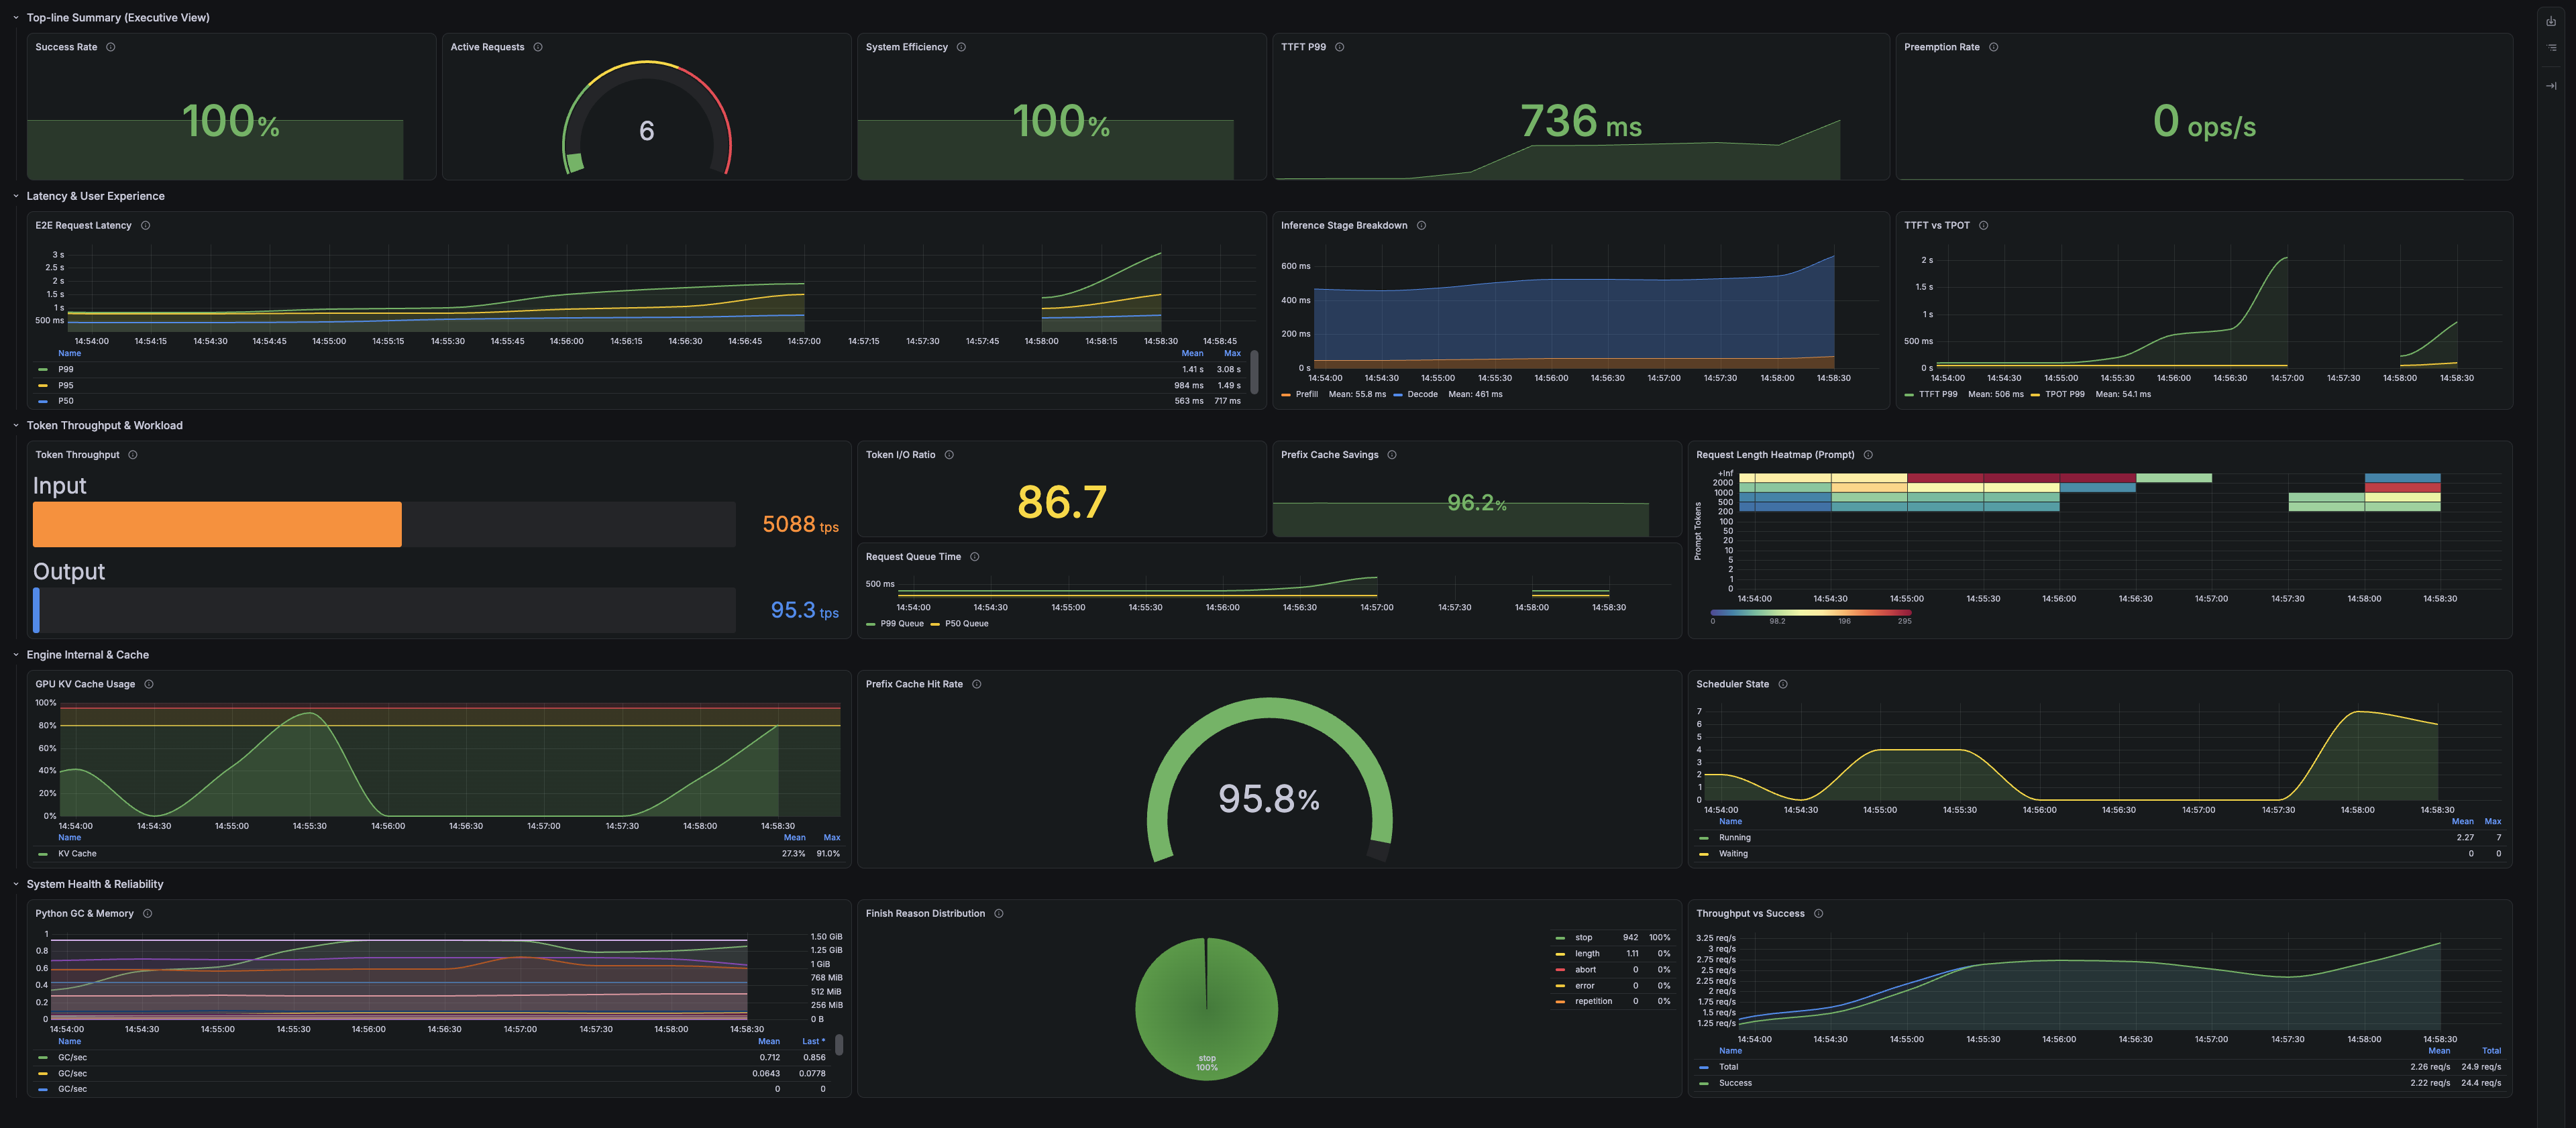 Top-line Summary (Executive View)
Success Rate
100%
Active Requests
6
System Efficiency
100%
TTFT P99
736 ms
Preemption Rate
0 ops/s
Latency & User Experience
E2E Request Latency
3 s
2.5 s
2 s
1.5 s
1 s
500 ms
14:54:00 14:54:15 14:54:30 14:54:45 14:55:00 14:55:15 14:55:30 14:55:45 14:56:00 14:56:15 14:56:30 14:56:45 14:57:00 14:57:15 14:57:30 14:57:45 14:58:00 14:58:15 14:58:30 14:58:45
Name Mean Max
P99 1.41 s 3.08 s
P95 984 ms 1.49 s
P50 563 ms 717 ms
Inference Stage Breakdown
600 ms
400 ms
200 ms
0 s
14:54:00 14:54:30 14:55:00 14:55:30 14:56:00 14:56:30 14:57:00 14:57:30 14:58:00 14:58:30
Prefill Mean: 55.8 ms Decode Mean: 461 ms
TTFT vs TPOT
2 s
1.5 s
1 s
500 ms
0 s
14:54:00 14:54:30 14:55:00 14:55:30 14:56:00 14:56:30 14:57:00 14:57:30 14:58:00 14:58:30
TTFT P99 Mean: 506 ms TPOT P99 Mean: 54.1 ms
Token Throughput & Workload
Token Throughput
Input
5088 tps
Output
95.3 tps
Token I/O Ratio
86.7
Prefix Cache Savings
96.2%
Request Queue Time
500 ms
14:54:00 14:54:30 14:55:00 14:55:30 14:56:00 14:56:30 14:57:00 14:57:30 14:58:00 14:58:30
P99 Queue P50 Queue
Request Length Heatmap (Prompt)
Prompt Tokens
+Inf
2000
1000
500
200
100
50
20
10
5
2
1
0
14:54:00 14:54:30 14:55:00 14:55:30 14:56:00 14:56:30 14:57:00 14:57:30 14:58:00 14:58:30
0 98.2 196 295
Engine Internal & Cache
GPU KV Cache Usage
100%
80%
60%
40%
20%
0%
14:54:00 14:54:30 14:55:00 14:55:30 14:56:00 14:56:30 14:57:00 14:57:30 14:58:00 14:58:30
Name Mean Max
KV Cache 27.3% 91.0%
Prefix Cache Hit Rate
95.8%
Scheduler State
7
6
5
4
3
2
1
0
14:54:00 14:54:30 14:55:00 14:55:30 14:56:00 14:56:30 14:57:00 14:57:30 14:58:00 14:58:30
Name Mean Max
Running 2.27 7
Waiting 0 0
System Health & Reliability
Python GC & Memory
1
0.8
0.6
0.4
0.2
0
1.50 GiB
1.25 GiB
1 GiB
768 MiB
512 MiB
256 MiB
0 B
14:54:00 14:54:30 14:55:00 14:55:30 14:56:00 14:56:30 14:57:00 14:57:30 14:58:00 14:58:30
Name Mean Last *
GC/sec 0.712 0.856
GC/sec 0.0643 0.0778
GC/sec 0 0
Finish Reason Distribution
stop
100%
stop 942 100%
length 1.11 0%
abort 0 0%
error 0 0%
repetition 0 0%
Throughput vs Success
3.25 req/s
3 req/s
2.75 req/s
2.5 req/s
2.25 req/s
2 req/s
1.75 req/s
1.5 req/s
1.25 req/s
14:54:00 14:54:30 14:55:00 14:55:30 14:56:00 14:56:30 14:57:00 14:57:30 14:58:00 14:58:30
Name Mean Total
Total 2.26 req/s 24.9 req/s
Success 2.22 req/s 24.4 req/s